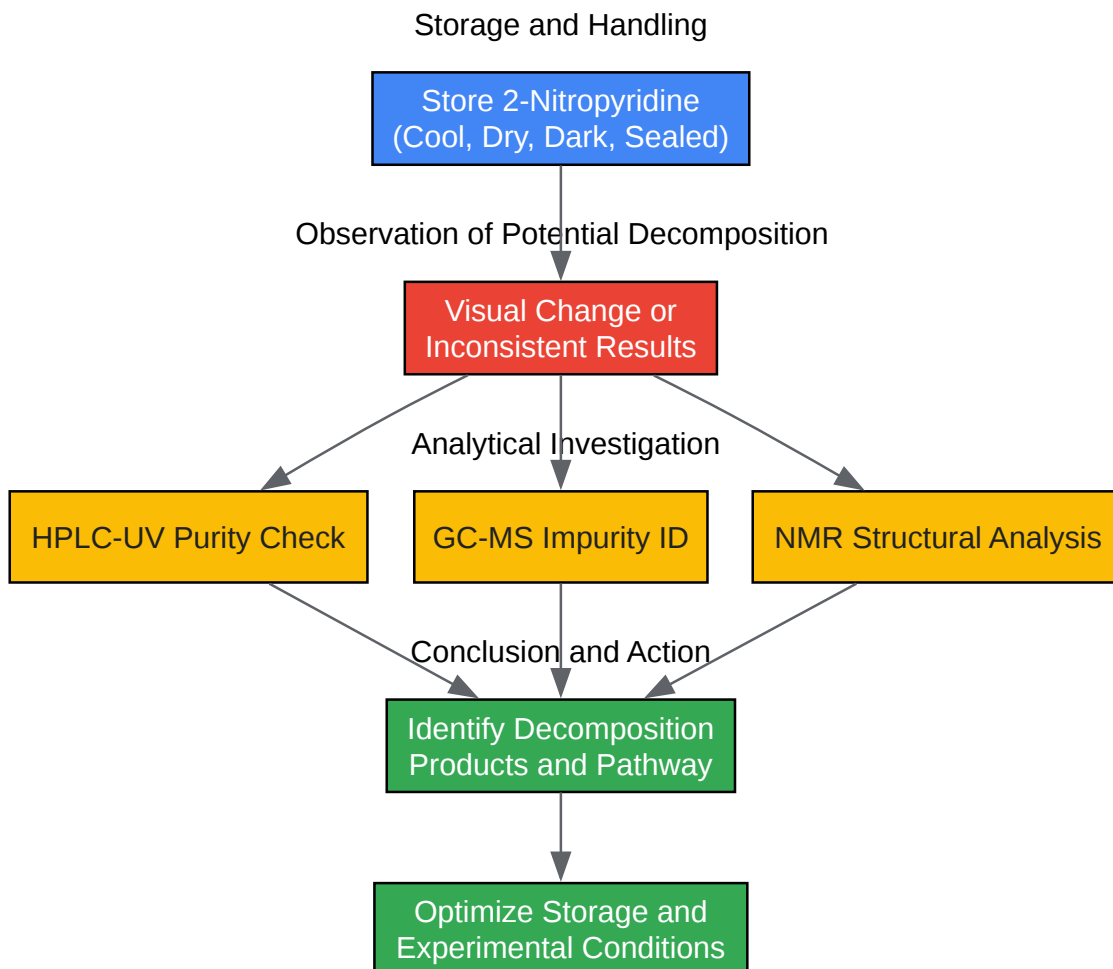 Storage and Handling
Store 2-Nitropyridine
(Cool, Dry, Dark, Sealed)
Observation of Potential Decomposition
Visual Change or
Inconsistent Results
Analytical Investigation
HPLC-UV Purity Check
GC-MS Impurity ID
NMR Structural Analysis
Conclusion and Action
Identify Decomposition
Products and Pathway
Optimize Storage and
Experimental Conditions